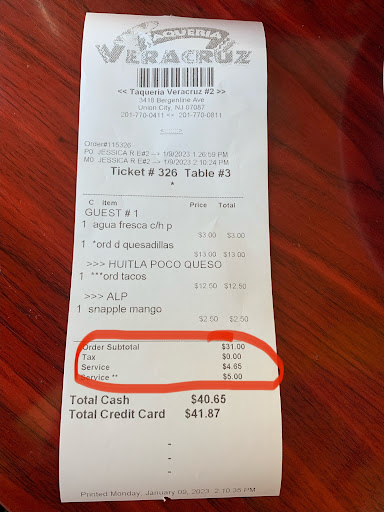 TAQUERIA
VERACRUZ
<< Taqueria Veracruz #2 >>
3418 Bergenline Ave
Union City, NJ 07087
201-770-0411 <> 201-770-0811
Order#115326
PO: JESSICA R E#2 --> 1/9/2023 1:26:59 PM
MO: JESSICA R E#2 --> 1/9/2023 2:10:24 PM
Ticket # 326 Table #3
*
C Item Price Total
GUEST # 1
1 agua fresca c/h p
$3.00 $3.00
1 *ord d quesadillas
$13.00 $13.00
>>> HUITLA POCO QUESO
1 ***ord tacos
$12.50 $12.50
>>> ALP
1 snapple mango
$2.50 $2.50
Order Subtotal $31.00
Tax $0.00
Service $4.65
Service ** $5.00
Total Cash $40.65
Total Credit Card $41.87
-
-
-
Printed Monday, January 09, 2023, 2:10:35 PM